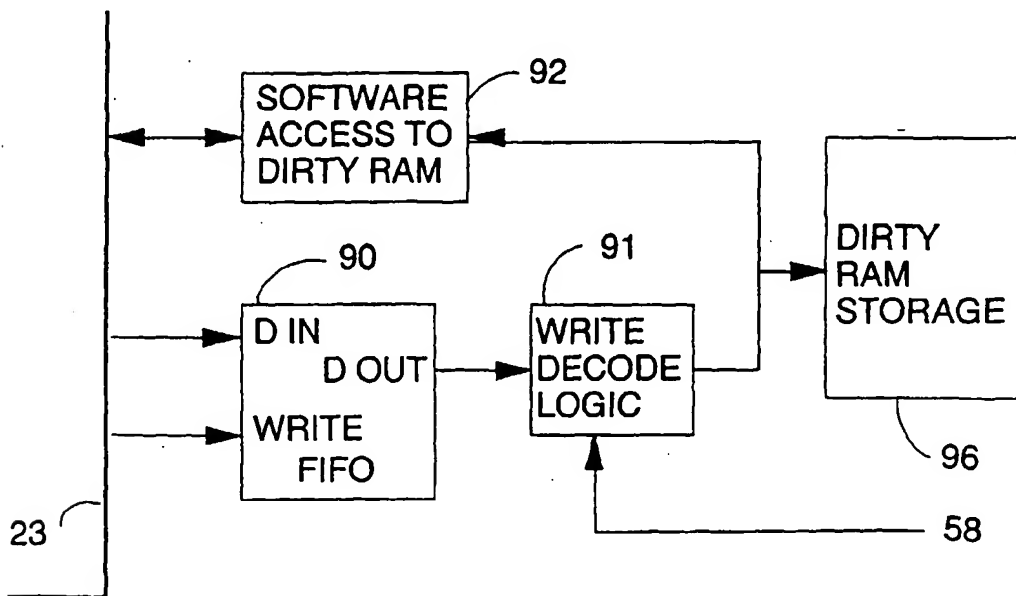 92
SOFTWARE
ACCESS TO
DIRTY RAM
90
D IN
D OUT
WRITE
FIFO
91
WRITE
DECODE
LOGIC
DIRTY
RAM
STORAGE
96
23
58